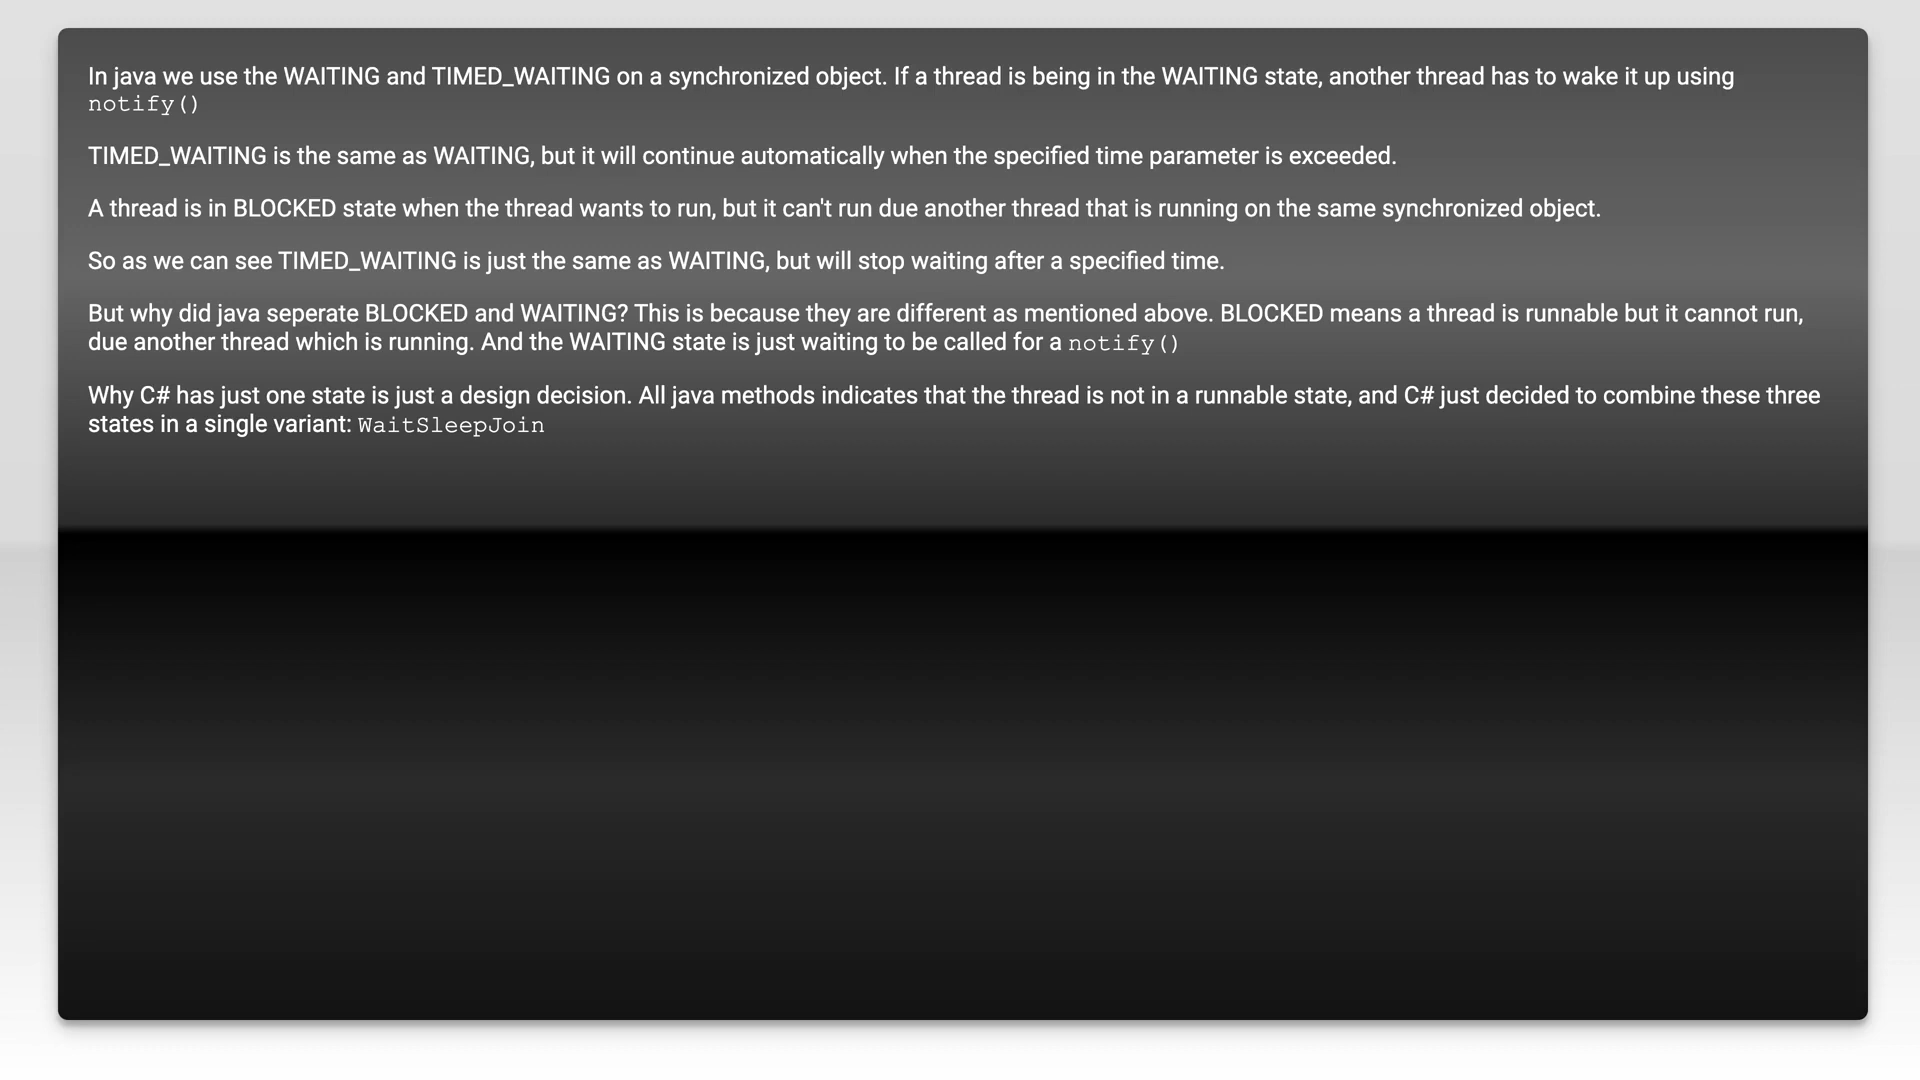 In java we use the WAITING and TIMED_WAITING on a synchronized object. If a thread is being in the WAITING state, another thread has to wake it up using
notify()
TIMED_WAITING is the same as WAITING, but it will continue automatically when the specified time parameter is exceeded.
A thread is in BLOCKED state when the thread wants to run, but it can't run due another thread that is running on the same synchronized object.
So as we can see TIMED_WAITING is just the same as WAITING, but will stop waiting after a specified time.
But why did java seperate BLOCKED and WAITING? This is because they are different as mentioned above. BLOCKED means a thread is runnable but it cannot run,
due another thread which is running. And the WAITING state is just waiting to be called for a notify()
Why C# has just one state is just a design decision. All java methods indicates that the thread is not in a runnable state, and C# just decided to combine these three
states in a single variant: WaitSleepJoin